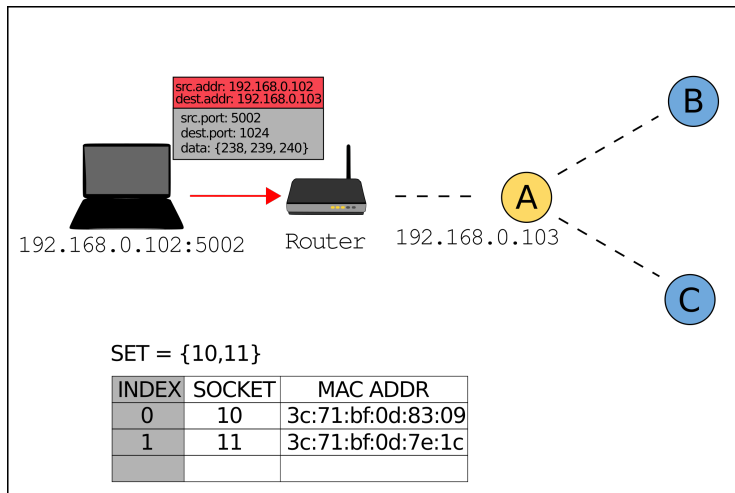 src.addr: 192.168.0.102
dest.addr: 192.168.0.103
src.port: 5002
dest.port: 1024
data: {238, 239, 240}
B
A
192.168.0.102:5002
Router
192.168.0.103
C
SET = {10,11}
INDEX SOCKET MAC ADDR
0 10 3c:71:bf:0d:83:09
1 11 3c:71:bf:0d:7e:1c